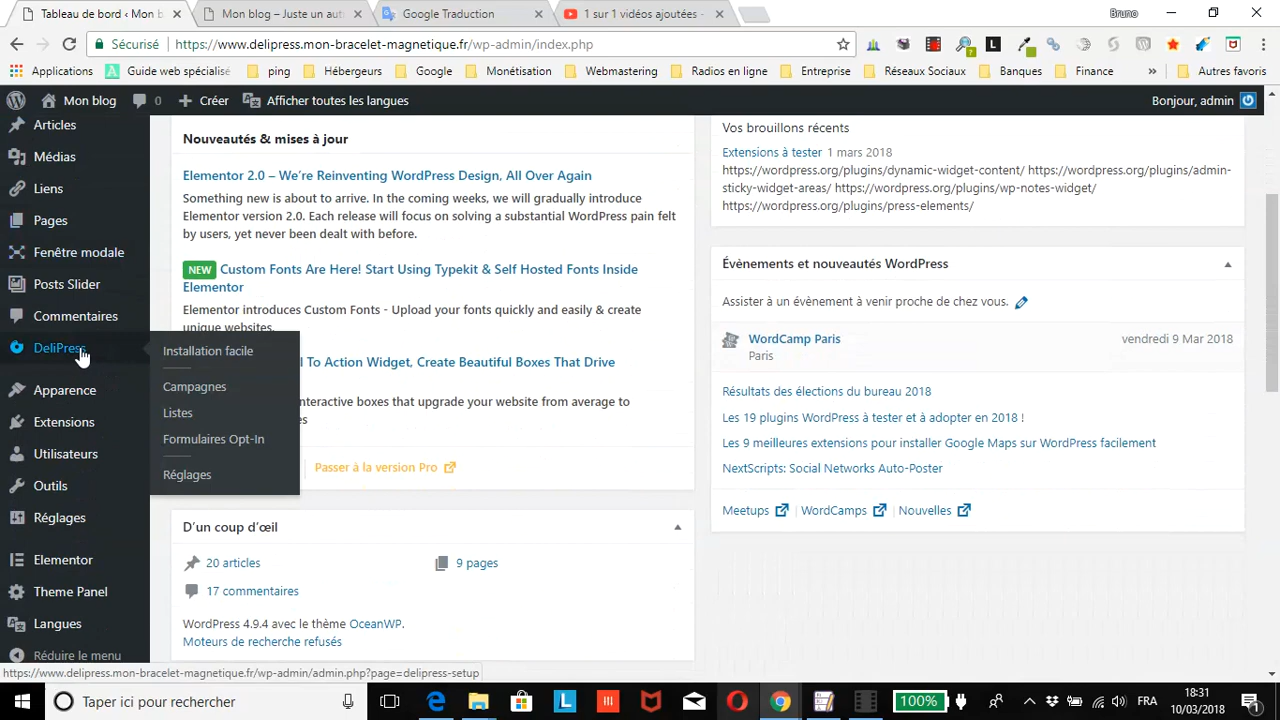 Tableau de bord ‹ Mon b
Mon blog – Juste un aut
Google Traduction
1 sur 1 vidéos ajoutées -
Bruno
Sécurisé
https://www.delipress.mon-bracelet-magnetique.fr/wp-admin/index.php
Applications
Guide web spécialisé
ping
Hébergeurs
Google
Monétisation
Webmastering
Radios en ligne
Entreprise
Réseaux Sociaux
Banques
Finance
»
Autres favoris
Mon blog
0
Créer
Afficher toutes les langues
Bonjour, admin
Articles
Médias
Liens
Pages
Fenêtre modale
Posts Slider
Commentaires
DeliPress
Apparence
Extensions
Utilisateurs
Outils
Réglages
Elementor
Theme Panel
Langues
Réduire le menu
Installation facile
Campagnes
Listes
Formulaires Opt-In
Réglages
Nouveautés & mises à jour
Elementor 2.0 – We're Reinventing WordPress Design, All Over Again
Something new is about to arrive. In the coming weeks, we will gradually introduce
Elementor version 2.0. Each release will focus on solving a substantial WordPress pain felt
by users, yet never been dealt with before.
NEW Custom Fonts Are Here! Start Using Typekit & Self Hosted Fonts Inside
Elementor
Elementor introduces Custom Fonts - Upload your fonts quickly and easily & create
unique websites.
l To Action Widget, Create Beautiful Boxes That Drive
nteractive boxes that upgrade your website from average to
es
Passer à la version Pro
D'un coup d'œil
20 articles
9 pages
17 commentaires
WordPress 4.9.4 avec le thème OceanWP.
Moteurs de recherche refusés
Vos brouillons récents
Extensions à tester 1 mars 2018
https://wordpress.org/plugins/dynamic-widget-content/ https://wordpress.org/plugins/admin-
sticky-widget-areas/ https://wordpress.org/plugins/wp-notes-widget/
https://wordpress.org/plugins/press-elements/
Évènements et nouveautés WordPress
Assister à un évènement à venir proche de chez vous.
WordCamp Paris
vendredi 9 Mar 2018
Paris
Résultats des élections du bureau 2018
Les 19 plugins WordPress à tester et à adopter en 2018 !
Les 9 meilleures extensions pour installer Google Maps sur WordPress facilement
NextScripts: Social Networks Auto-Poster
Meetups
WordCamps
Nouvelles
https://www.delipress.mon-bracelet-magnetique.fr/wp-admin/admin.php?page=delipress-setup
Taper ici pour rechercher
100%
FRA
18:31
10/03/2018
1